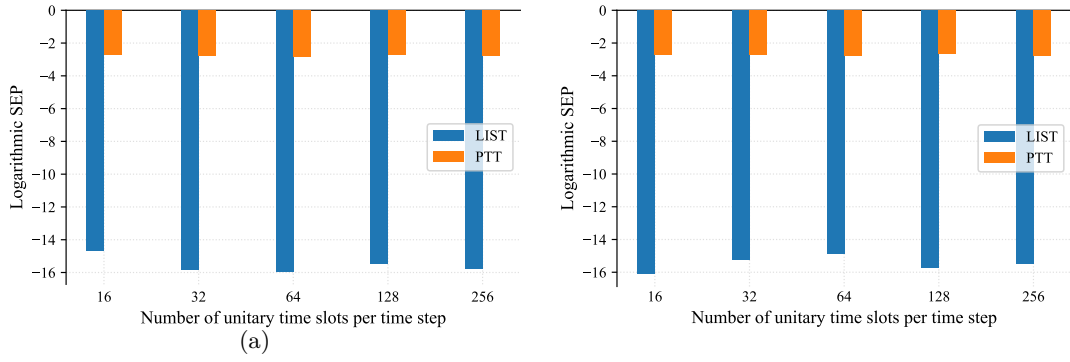 0
−2
−4
−6
−8
−10
−12
−14
−16
Logarithmic SEP
LIST
PTT
16 32 64 128 256
Number of unitary time slots per time step
(a)
0
−2
−4
−6
−8
−10
−12
−14
−16
Logarithmic SEP
LIST
PTT
16 32 64 128 256
Number of unitary time slots per time step